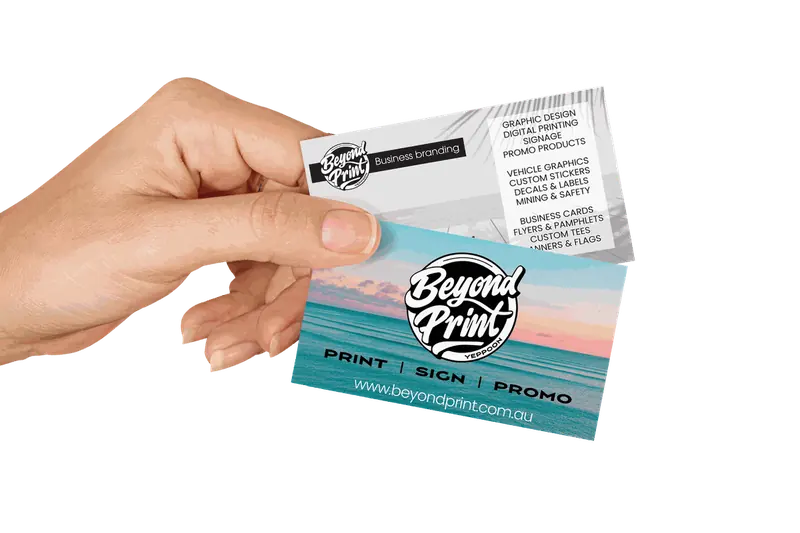 Beyond
Print
Business branding
GRAPHIC DESIGN
DIGITAL PRINTING
SIGNAGE
PROMO PRODUCTS
VEHICLE GRAPHICS
CUSTOM STICKERS
DECALS & LABELS
MINING & SAFETY
BUSINESS CARDS
FLYERS & PAMPHLETS
CUSTOM TEES
ANNERS & FLAGS
Beyond
Print
YEPPOON
PRINT | SIGN | PROMO
www.beyondprint.com.au